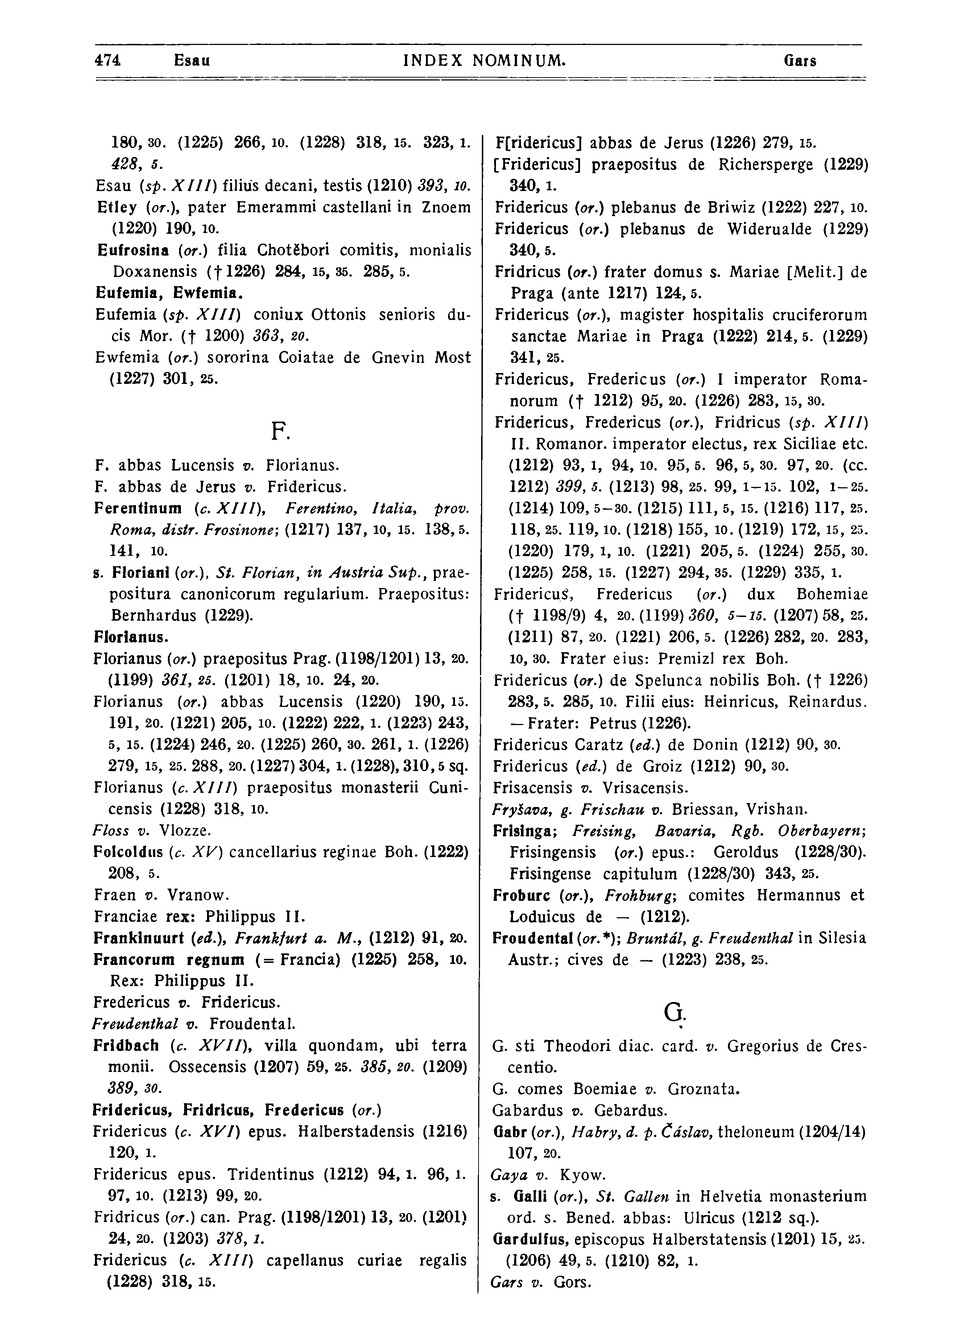 474 Esau INDEX NOMINUM. Gars
180, 30. (1225) 266, 10. (1228) 318, 15. 323, 1.
428, 5.
Esau (sp. XIII) filius decani, testis (1210) 393, 10.
Etley (or.), pater Emerammi castellani in Znoem
(1220) 190, 10.
Eufrosina (or.) filia Chotěbori comitis, monialis
Doxanensis († 1226) 284, 15, 35. 285, 5.
Eufemia, Ewfemia.
Eufemia (sp. XIII) coniux Ottonis senioris du-
cis Mor. († 1200) 363, 20.
Ewfemia (or.) sororina Coiatae de Gnevin Most
(1227) 301, 25.
F.
F. abbas Lucensis v. Florianus.
F. abbas de Jerus v. Fridericus.
Ferentinum (c. XIII), Ferentino, Italia, prov.
Roma, distr. Frosinone; (1217) 137, 10, 15. 138, 5.
141, 10.
s. Floriani (or.), St. Florian, in Austria Sup., prae-
positura canonicorum regularium. Praepositus:
Bernhardus (1229).
Florianus.
Florianus (or.) praepositus Prag. (1198/1201) 13, 20.
(1199) 361, 25. (1201) 18, 10. 24, 20.
Florianus (or.) abbas Lucensis (1220) 190, 15.
191, 20. (1221) 205, 10. (1222) 222, 1. (1223) 243,
5, 15. (1224) 246, 20. (1225) 260, 30. 261, 1. (1226)
279, 15, 25. 288, 20. (1227) 304, 1. (1228), 310, 5 sq.
Florianus (c. XIII) praepositus monasterii Cuni-
censis (1228) 318, 10.
Floss v. Vlozze.
Folcoldus (c. XV) cancellarius reginae Boh. (1222)
208, 5.
Fraen v. Vranow.
Franciae rex: Philippus II.
Frankinuurt (ed.), Frankfurt a. M., (1212) 91, 20.
Francorum regnum (= Francia) (1225) 258, 10.
Rex: Philippus II.
Fredericus v. Fridericus.
Freudenthal v. Froudental.
Fridbach (c. XVII), villa quondam, ubi terra
monii. Ossecensis (1207) 59, 25. 385, 20. (1209)
389, 30.
Fridericus, Fridricus, Fredericus (or.)
Fridericus (c. XVI) epus. Halberstadensis (1216)
120, 1.
Fridericus epus. Tridentinus (1212) 94, 1. 96, 1.
97, 10. (1213) 99, 20.
Fridricus (or.) can. Prag. (1198/1201) 13, 20. (1201)
24, 20. (1203) 378, 1.
Fridericus (c. XIII) capellanus curiae regalis
(1228) 318, 15.
F[ridericus] abbas de Jerus (1226) 279, 15.
[Fridericus] praepositus de Richersperge (1229)
340, 1.
Fridericus (or.) plebanus de Briwiz (1222) 227, 10.
Fridericus (or.) plebanus de Widerualde (1229)
340, 5.
Fridricus (or.) frater domus s. Mariae [Melit.] de
Praga (ante 1217) 124, 5.
Fridericus (or.), magister hospitalis cruciferorum
sanctae Mariae in Praga (1222) 214, 5. (1229)
341, 25.
Fridericus, Fredericus (or.) I imperator Roma-
norum († 1212) 95, 20. (1226) 283, 15, 30.
Fridericus, Fredericus (or.), Fridricus (sp. XIII)
II. Romanor. imperator electus, rex Siciliae etc.
(1212) 93, 1, 94, 10. 95, 5. 96, 5, 30. 97, 20. (cc.
1212) 399, 5. (1213) 98, 25. 99, 1—15. 102, 1—25.
(1214) 109, 5—30. (1215) 111, 5, 15. (1216) 117, 25.
118, 25. 119, 10. (1218) 155, 10. (1219) 172, 15, 25.
(1220) 179, 1, 10. (1221) 205, 5. (1224) 255, 30.
(1225) 258, 15. (1227) 294, 35. (1229) 335, 1.
Fridericus, Fredericus (or.) dux Bohemiae
(† 1198/9) 4, 20. (1199) 360, 5—15. (1207) 58, 25.
(1211) 87, 20. (1221) 206, 5. (1226) 282, 20. 283,
10, 30. Frater eius: Premizl rex Boh.
Fridericus (or.) de Spelunca nobilis Boh. († 1226)
283, 5. 285, 10. Filii eius: Heinricus, Reinardus.
— Frater: Petrus (1226).
Fridericus Caratz (ed.) de Donin (1212) 90, 30.
Fridericus (ed.) de Groiz (1212) 90, 30.
Frisacensis v. Vrisacensis.
Fryšava, g. Frischau v. Briessan, Vrishan.
Frisinga; Freising, Bavaria, Rgb. Oberbayern;
Frisingensis (or.) epus.: Geroldus (1228/30).
Frisingense capitulum (1228/30) 343, 25.
Froburc (or.), Frohburg; comites Hermannus et
Loduicus de — (1212).
Froudental (or.*); Bruntál, g. Freudenthal in Silesia
Austr.; cives de — (1223) 238, 25.
G.
G. sti Theodori diac. card. v. Gregorius de Cres-
centio.
G. comes Boemiae v. Groznata.
Gabardus v. Gebardus.
Gabr (or.), Habry, d. p. Čáslav, theloneum (1204/14)
107, 20.
Gaya v. Kyow.
s. Galli (or.), St. Gallen in Helvetia monasterium
ord. s. Bened. abbas: Ulricus (1212 sq.).
Gardulfus, episcopus Halberstatensis (1201) 15, 25.
(1206) 49, 5. (1210) 82, 1.
Gars v. Gors.